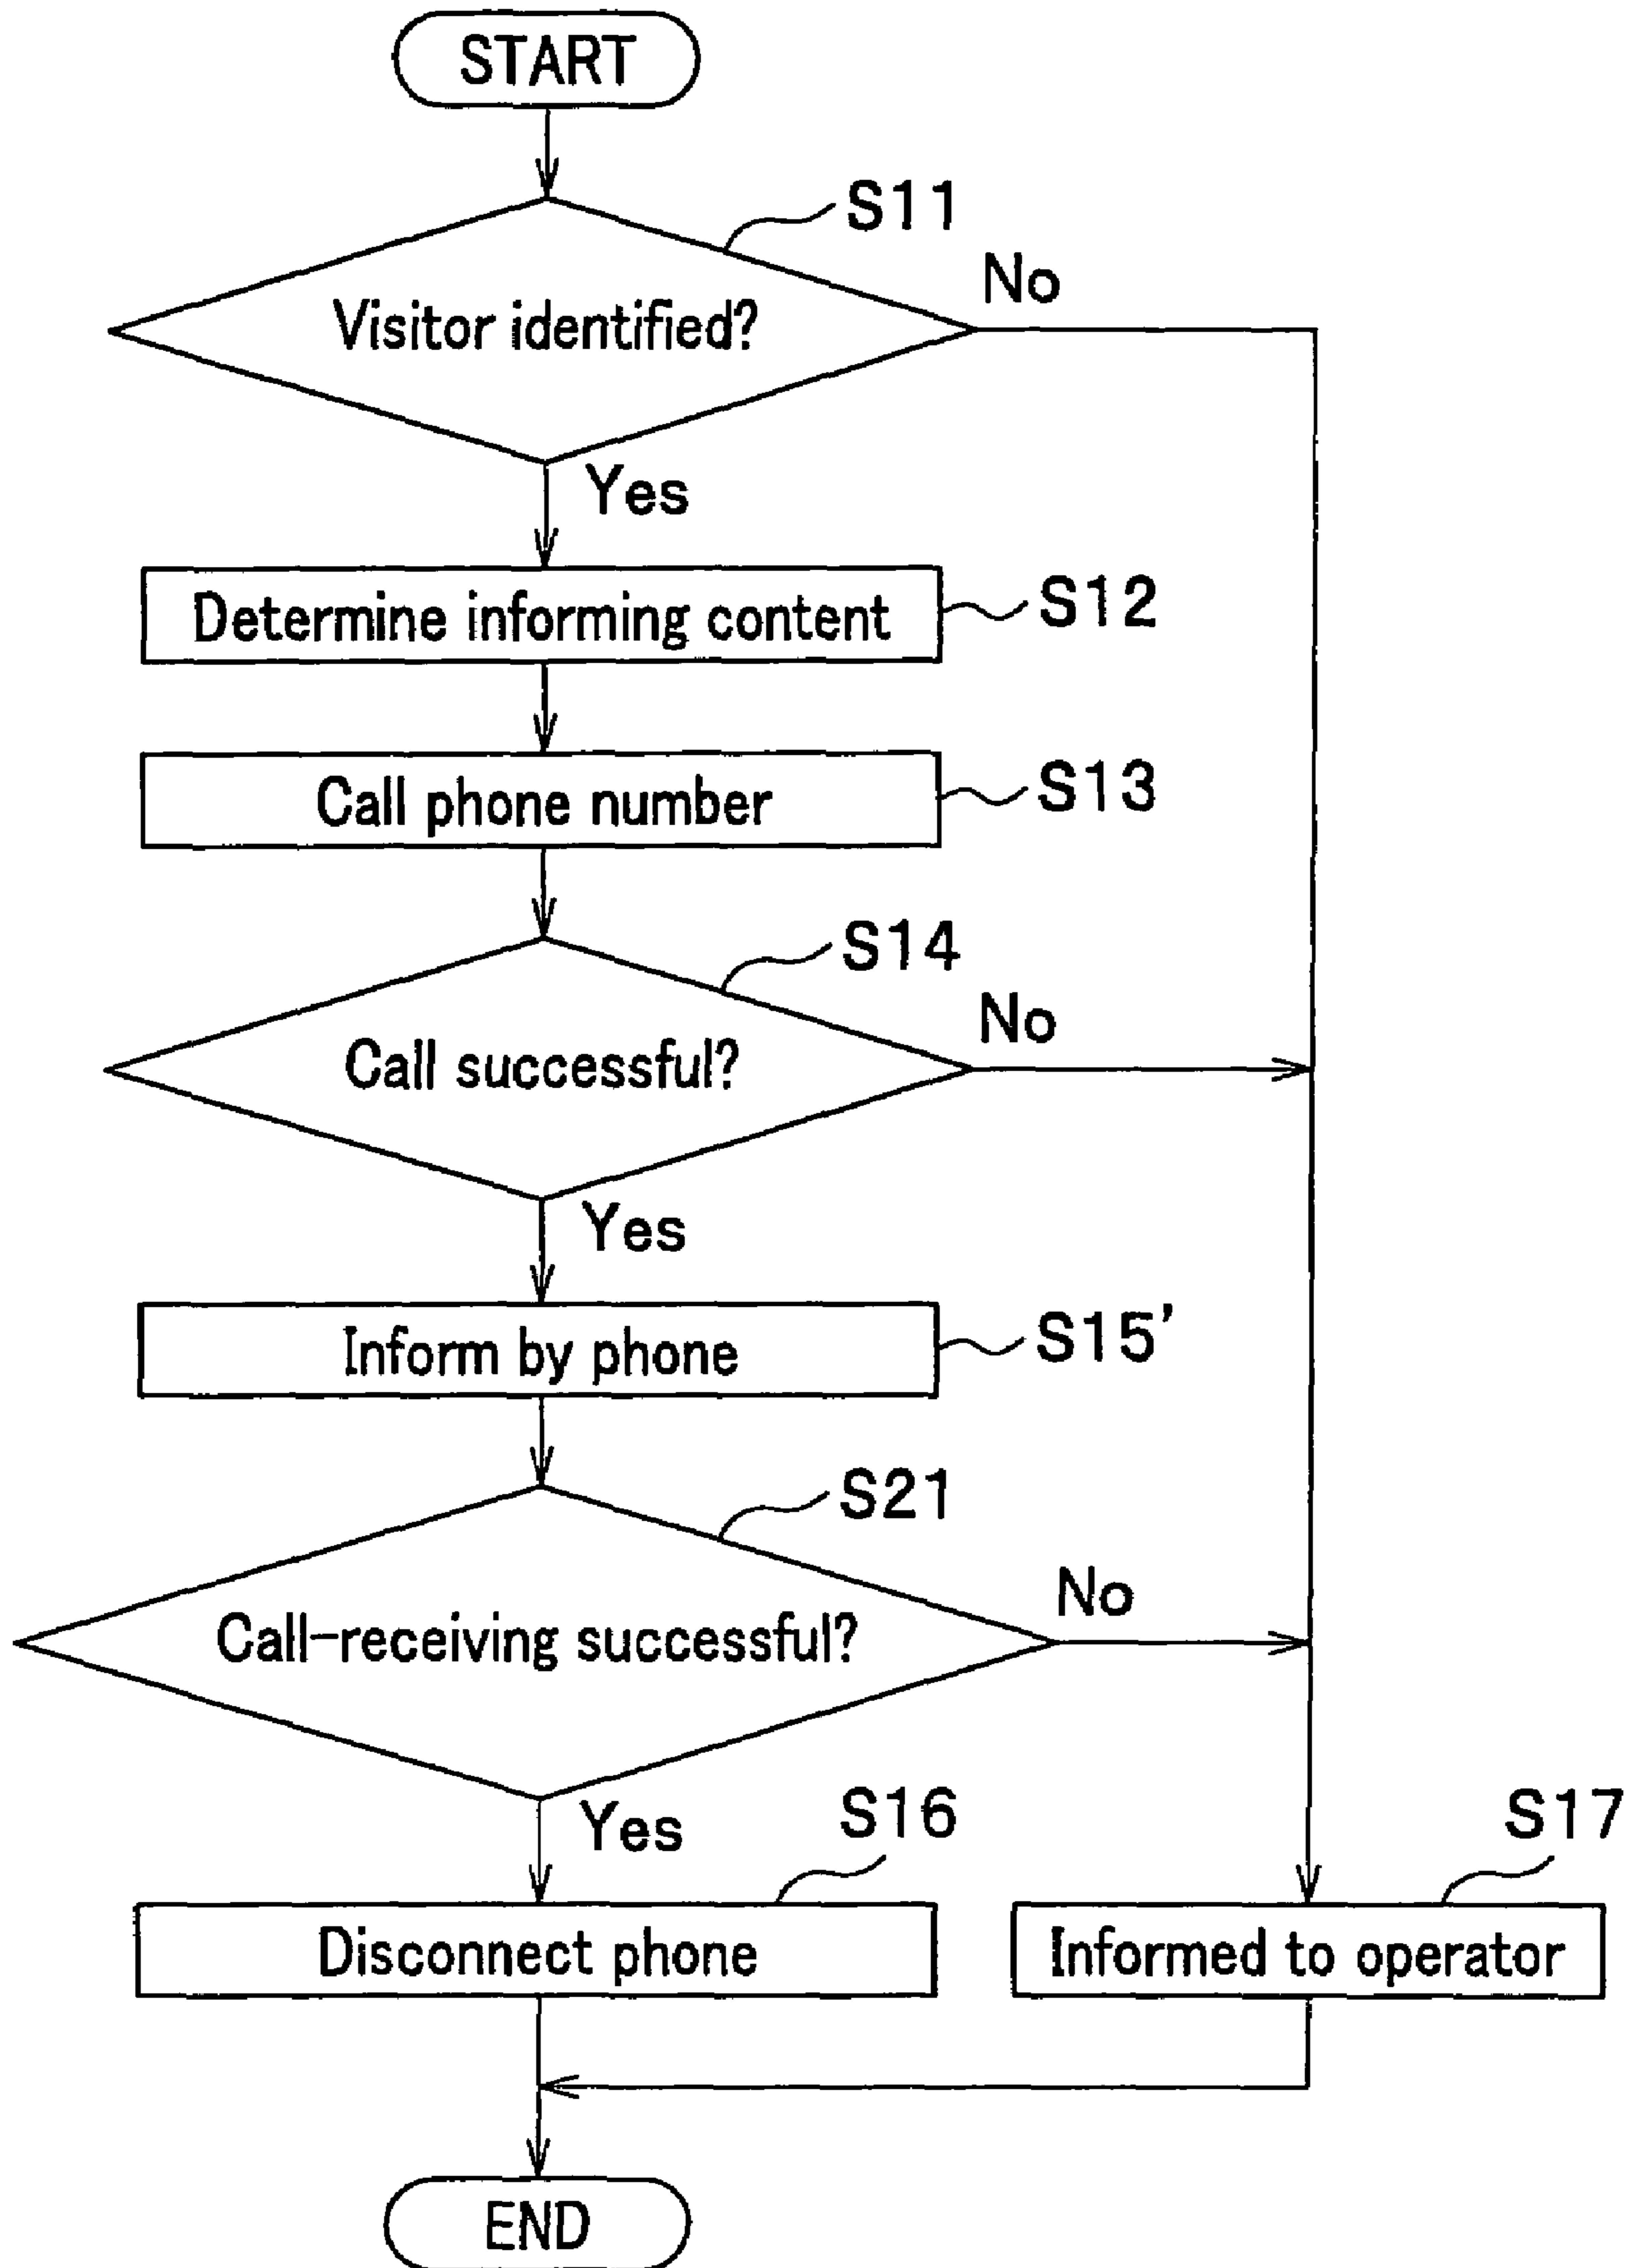 START
S11
Visitor identified?
No
Yes
Determine informing content
S12
Call phone number
S13
S14
Call successful?
No
Yes
Inform by phone
S15'
S21
Call-receiving successful?
No
Yes
S16
S17
Disconnect phone
Informed to operator
END